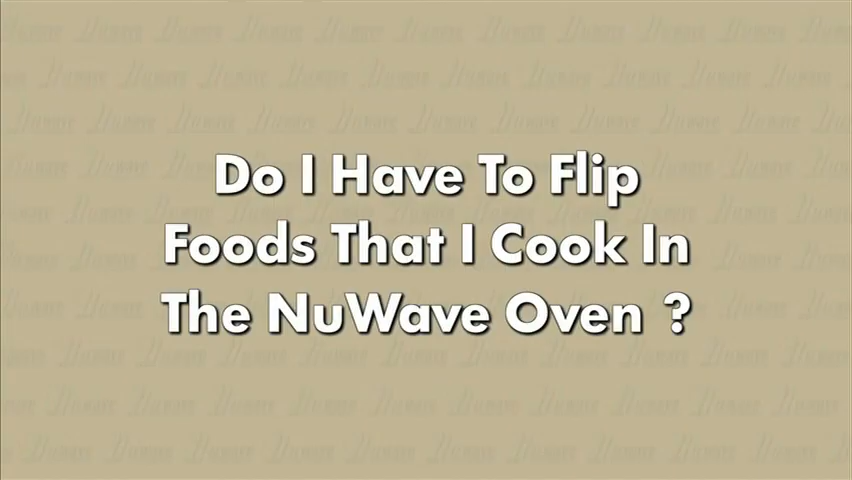 Do I Have To Flip
Foods That I Cook In
The NuWave Oven ?